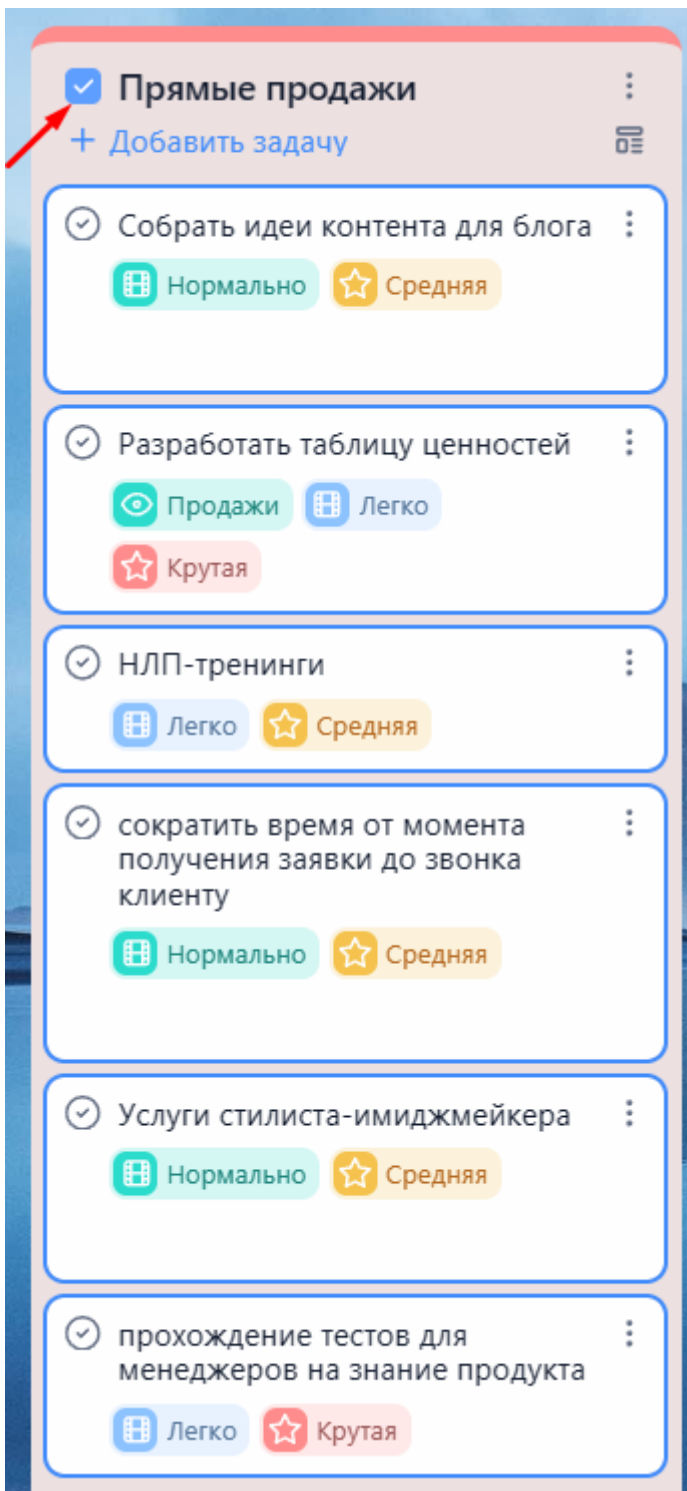 Прямые продажи
+ Добавить задачу
Собрать идеи контента для блога
Нормально Средняя
Разработать таблицу ценностей
Продажи Легко
Крутая
НЛП-тренинги
Легко Средняя
сократить время от момента
получения заявки до звонка
клиенту
Нормально Средняя
Услуги стилиста-имиджмейкера
Нормально Средняя
прохождение тестов для
менеджеров на знание продукта
Легко Крутая